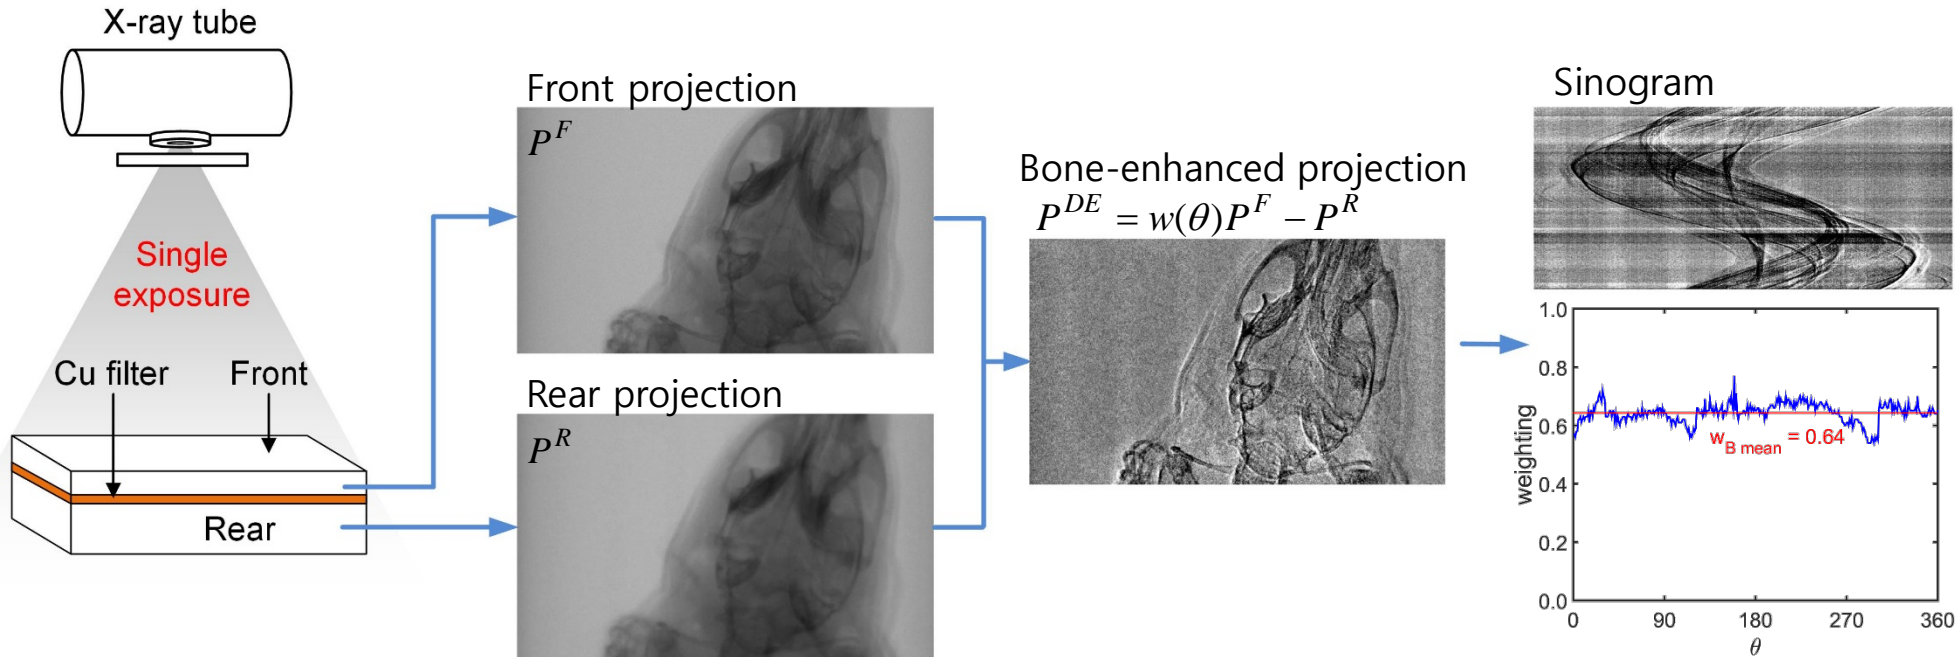 X-ray tube
Single
exposure
Cu filter
Front
Rear
Front projection
P^F
Rear projection
P^R
Bone-enhanced projection
P^{DE} = w(θ)P^F − P^R
Sinogram
1.0
0.8
0.6
0.4
0.2
0.0
weighting
w_{B mean} = 0.64
0 90 180 270 360
θ